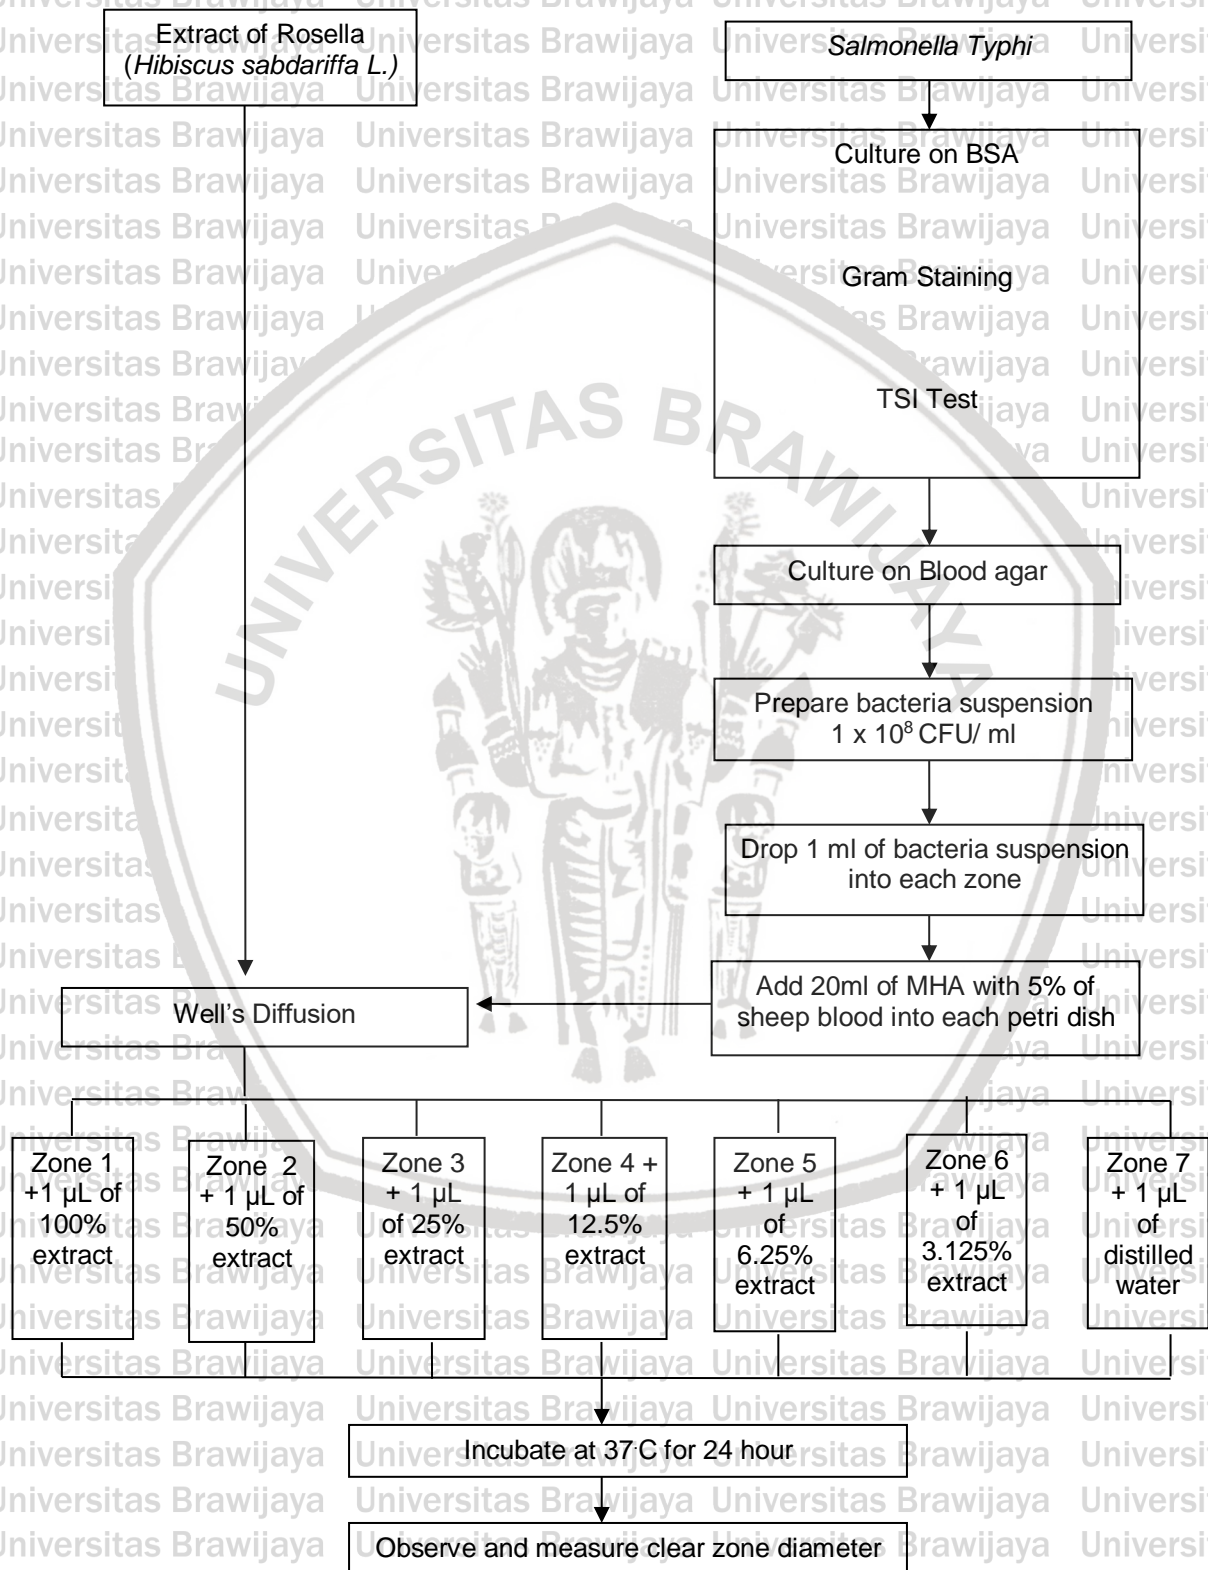 Extract of Rosella
(Hibiscus sabdariffa L.)
Salmonella Typhi
Culture on BSA
Gram Staining
TSI Test
Culture on Blood agar
Prepare bacteria suspension
1 x 10⁸ CFU/ ml
Drop 1 ml of bacteria suspension
into each zone
Add 20ml of MHA with 5% of
sheep blood into each petri dish
Well's Diffusion
Zone 1
+1 µL of
100%
extract
Zone 2
+ 1 µL of
50%
extract
Zone 3
+ 1 µL
of 25%
extract
Zone 4 +
1 µL of
12.5%
extract
Zone 5
+ 1 µL
of
6.25%
extract
Zone 6
+ 1 µL
of
3.125%
extract
Zone 7
+ 1 µL
of
distilled
water
Incubate at 37˙C for 24 hour
Observe and measure clear zone diameter
UNIVERSITAS BRAWIJAYA
Universitas Brawijaya